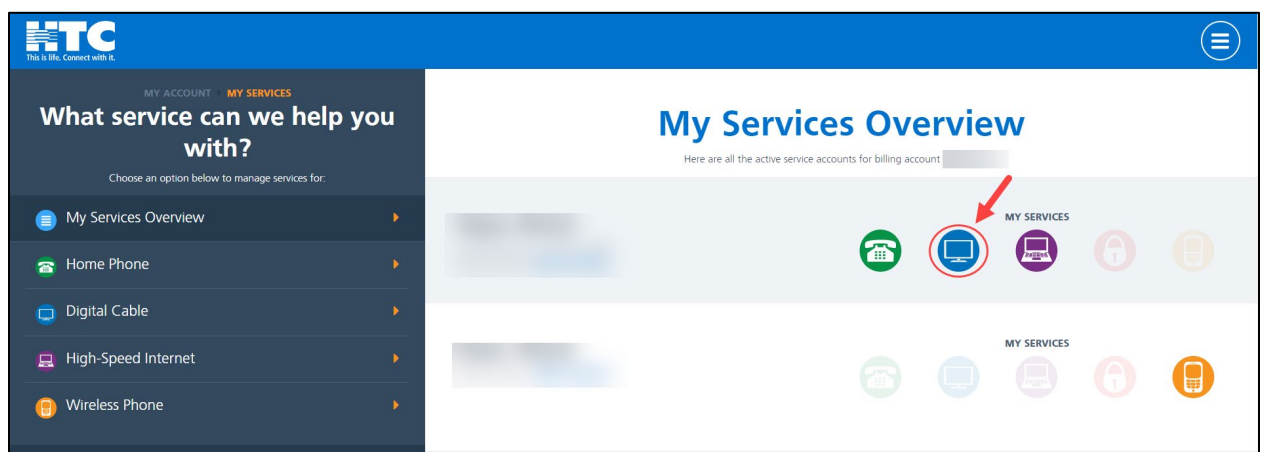 HTC
This is life. Connect with it.
MY ACCOUNT MY SERVICES
What service can we help you
with?
Choose an option below to manage services for:
My Services Overview
Home Phone
Digital Cable
High-Speed Internet
Wireless Phone
My Services Overview
Here are all the active service accounts for billing account
MY SERVICES
MY SERVICES